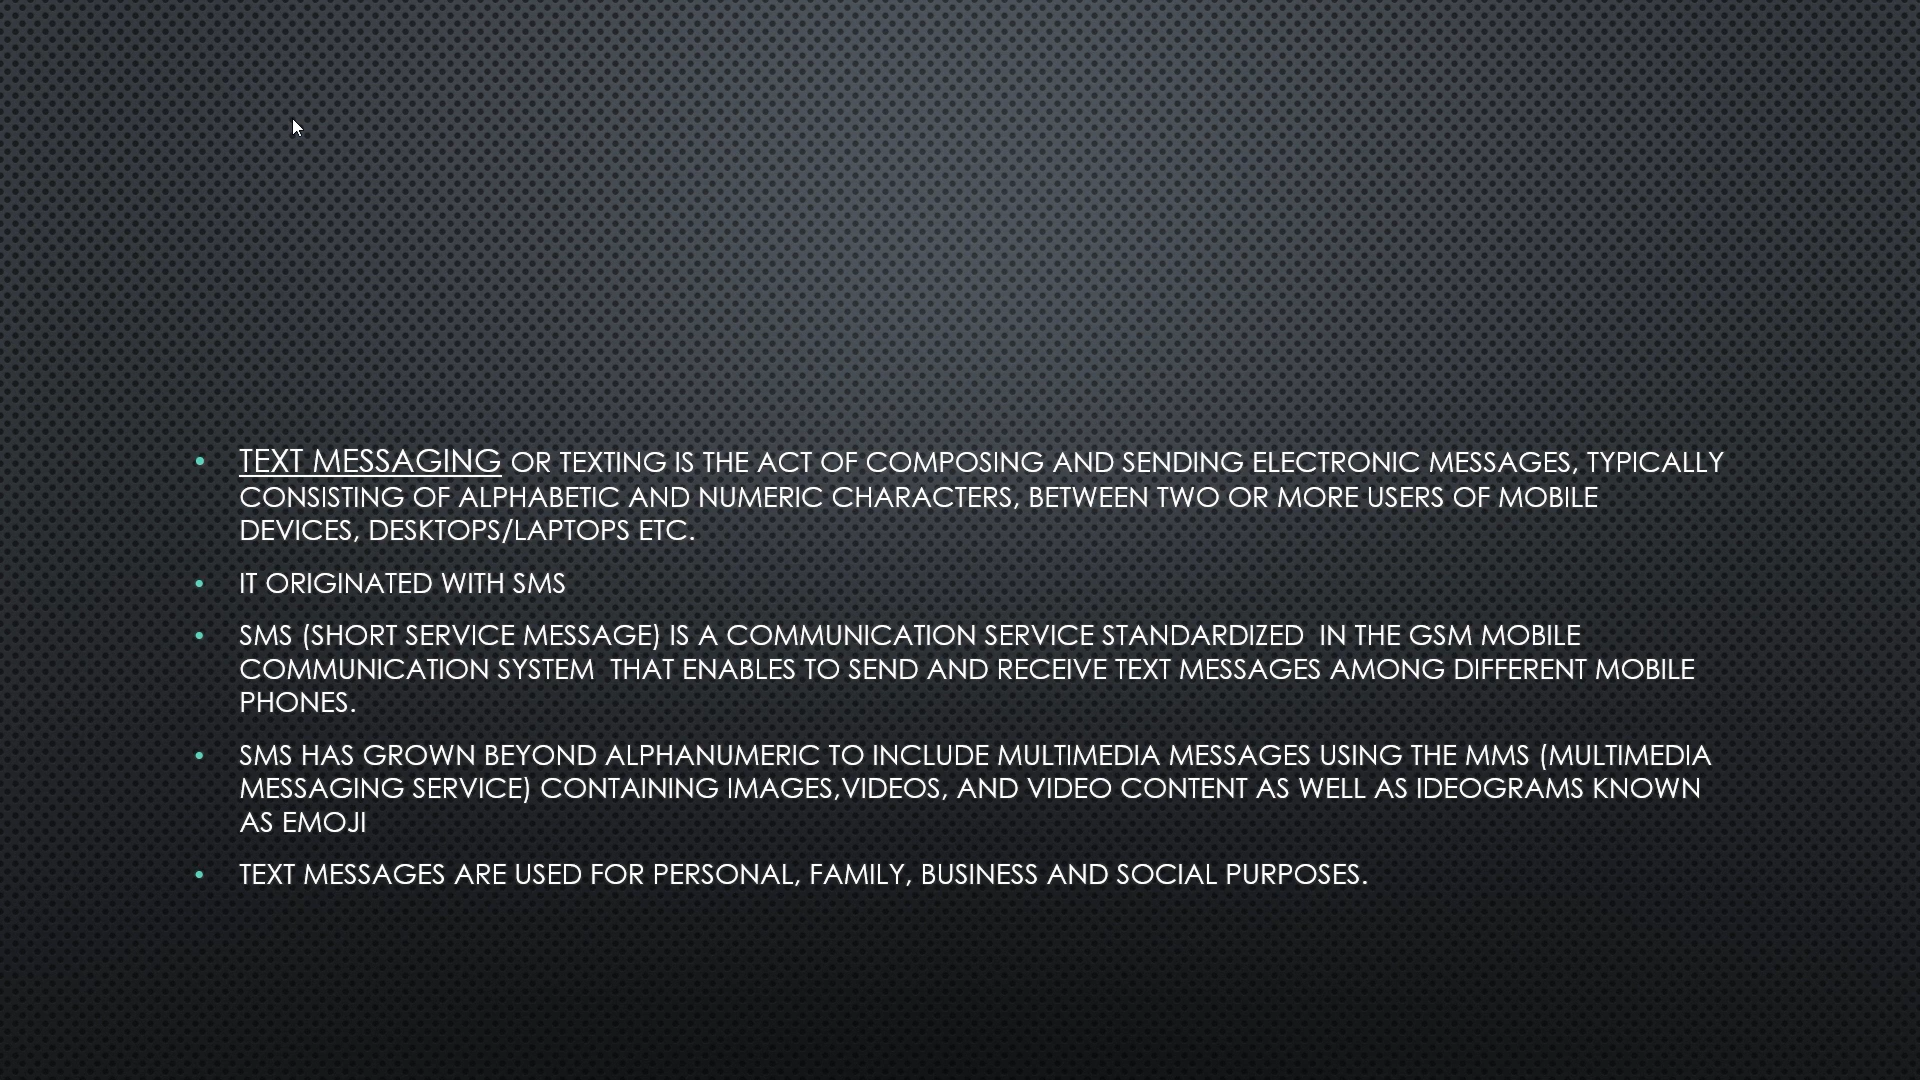 TEXT MESSAGING OR TEXTING IS THE ACT OF COMPOSING AND SENDING ELECTRONIC MESSAGES, TYPICALLY
CONSISTING OF ALPHABETIC AND NUMERIC CHARACTERS, BETWEEN TWO OR MORE USERS OF MOBILE
DEVICES, DESKTOPS/LAPTOPS ETC.
IT ORIGINATED WITH SMS
SMS (SHORT SERVICE MESSAGE) IS A COMMUNICATION SERVICE STANDARDIZED  IN THE GSM MOBILE
COMMUNICATION SYSTEM  THAT ENABLES TO SEND AND RECEIVE TEXT MESSAGES AMONG DIFFERENT MOBILE
PHONES.
SMS HAS GROWN BEYOND ALPHANUMERIC TO INCLUDE MULTIMEDIA MESSAGES USING THE MMS (MULTIMEDIA
MESSAGING SERVICE) CONTAINING IMAGES,VIDEOS, AND VIDEO CONTENT AS WELL AS IDEOGRAMS KNOWN
AS EMOJI
TEXT MESSAGES ARE USED FOR PERSONAL, FAMILY, BUSINESS AND SOCIAL PURPOSES.